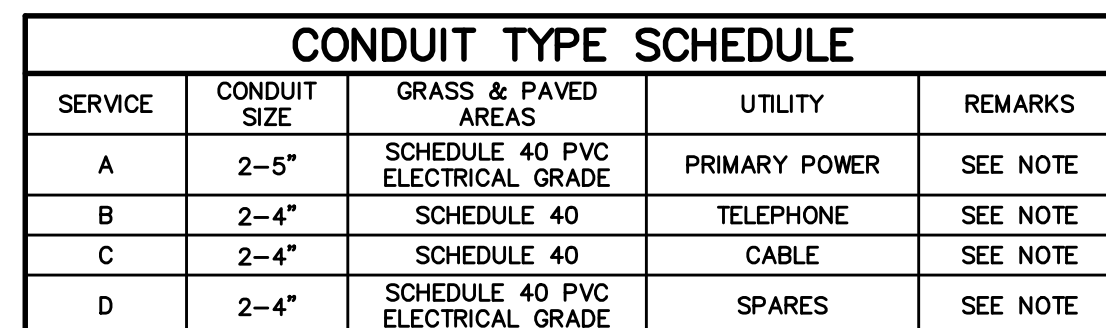 CONDUIT TYPE SCHEDULE
SERVICE CONDUIT SIZE GRASS & PAVED AREAS UTILITY REMARKS
A 2-5" SCHEDULE 40 PVC ELECTRICAL GRADE PRIMARY POWER SEE NOTE
B 2-4" SCHEDULE 40 TELEPHONE SEE NOTE
C 2-4" SCHEDULE 40 CABLE SEE NOTE
D 2-4" SCHEDULE 40 PVC ELECTRICAL GRADE SPARES SEE NOTE